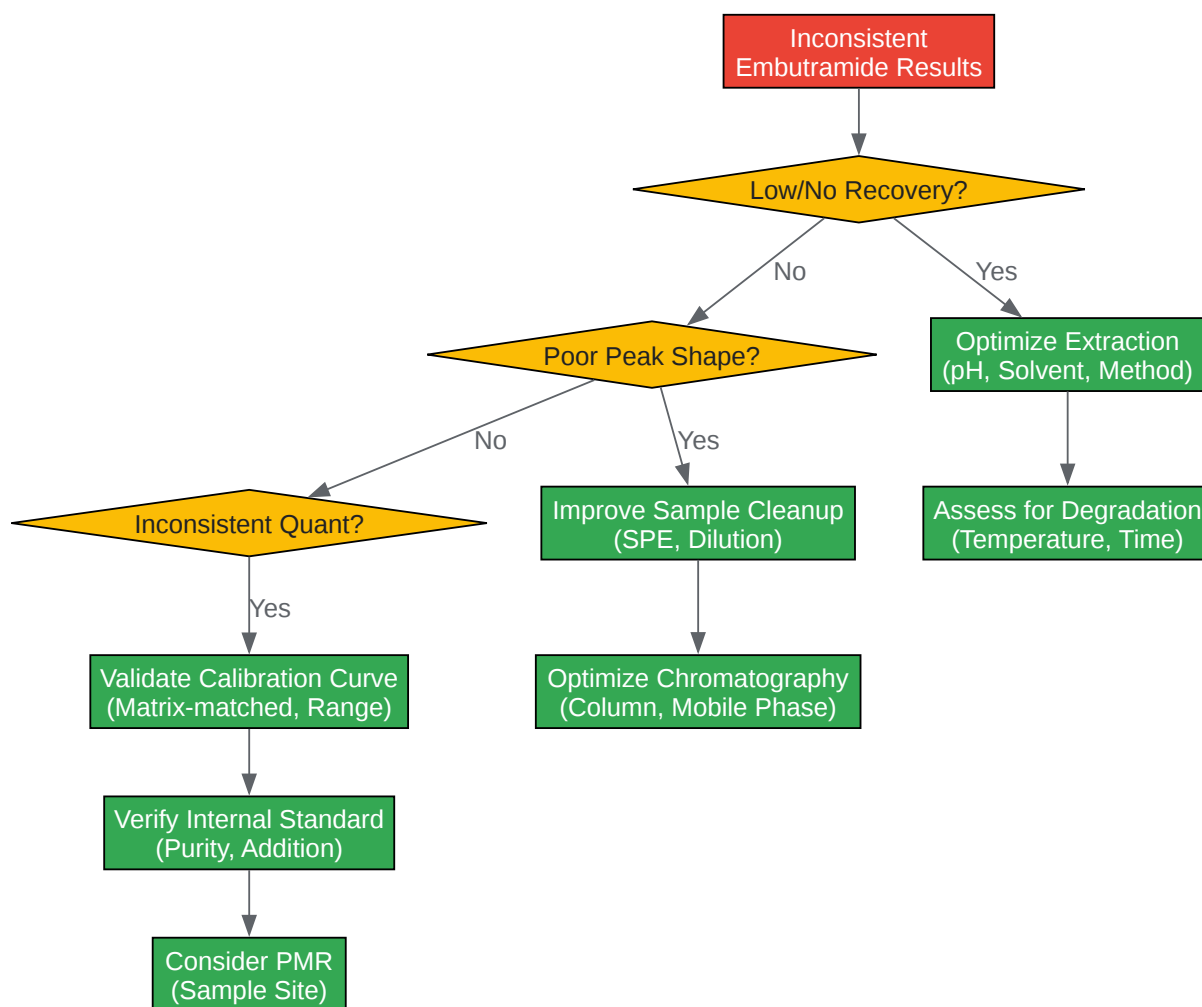 Inconsistent
Embutramide Results
Low/No Recovery?
No
Yes
Poor Peak Shape?
Optimize Extraction
(pH, Solvent, Method)
No
Yes
Inconsistent Quant?
Improve Sample Cleanup
(SPE, Dilution)
Assess for Degradation
(Temperature, Time)
Yes
Validate Calibration Curve
(Matrix-matched, Range)
Optimize Chromatography
(Column, Mobile Phase)
Verify Internal Standard
(Purity, Addition)
Consider PMR
(Sample Site)